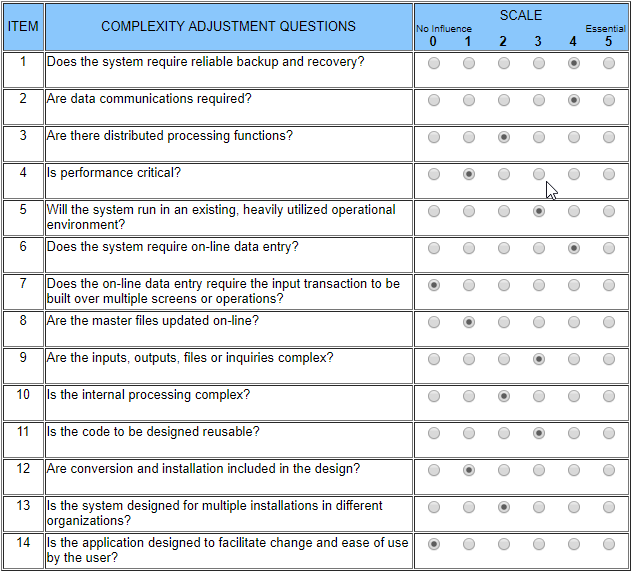 ITEM
COMPLEXITY ADJUSTMENT QUESTIONS
SCALE
No Influence Essential
0 1 2 3 4 5
1 Does the system require reliable backup and recovery?
2 Are data communications required?
3 Are there distributed processing functions?
4 Is performance critical?
5 Will the system run in an existing, heavily utilized operational
environment?
6 Does the system require on-line data entry?
7 Does the on-line data entry require the input transaction to be
built over multiple screens or operations?
8 Are the master files updated on-line?
9 Are the inputs, outputs, files or inquiries complex?
10 Is the internal processing complex?
11 Is the code to be designed reusable?
12 Are conversion and installation included in the design?
13 Is the system designed for multiple installations in different
organizations?
14 Is the application designed to facilitate change and ease of use
by the user?